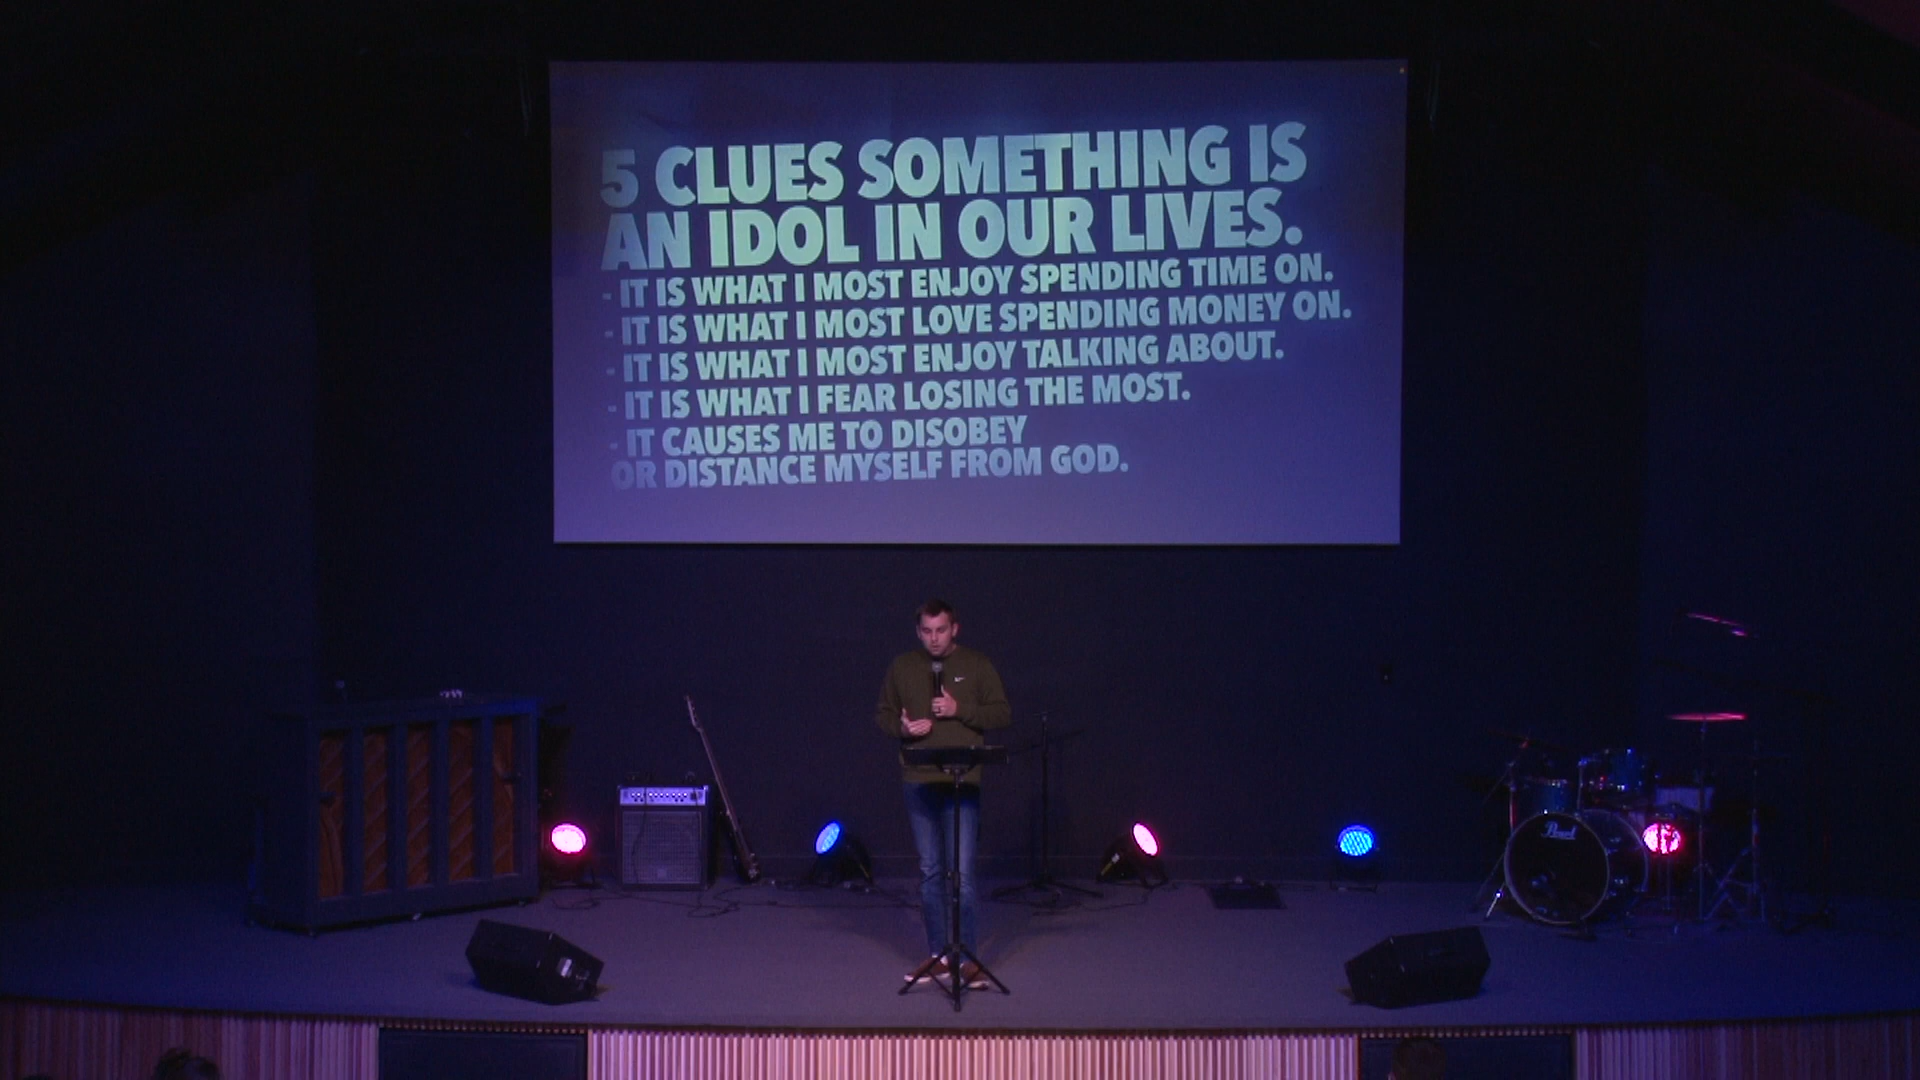 5 CLUES SOMETHING IS
AN IDOL IN OUR LIVES.
- IT IS WHAT I MOST ENJOY SPENDING TIME ON.
- IT IS WHAT I MOST LOVE SPENDING MONEY ON.
- IT IS WHAT I MOST ENJOY TALKING ABOUT.
- IT IS WHAT I FEAR LOSING THE MOST.
- IT CAUSES ME TO DISOBEY
OR DISTANCE MYSELF FROM GOD.
Pearl